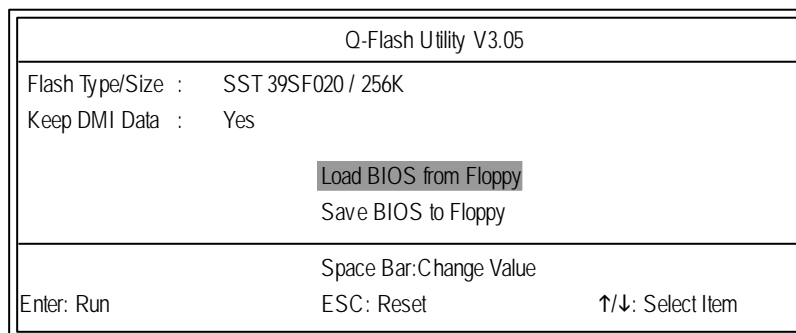 Q-Flash Utility V3.05
Flash Type/Size : SST 39SF020 / 256K
Keep DMI Data : Yes
Load BIOS from Floppy
Save BIOS to Floppy
Space Bar:Change Value
Enter: Run ESC: Reset ↑/↓: Select Item